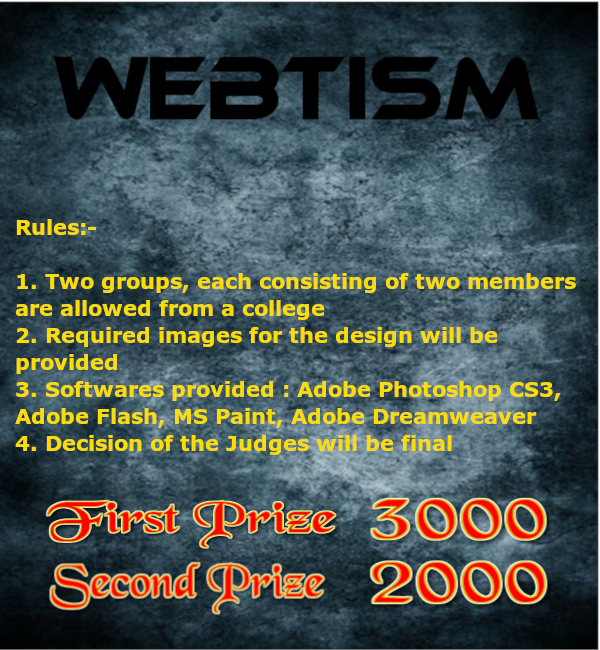 WEBTISM
Rules:-
1. Two groups, each consisting of two members
are allowed from a college
2. Required images for the design will be
provided
3. Softwares provided : Adobe Photoshop CS3,
Adobe Flash, MS Paint, Adobe Dreamweaver
4. Decision of the Judges will be final
First Prize 3000
Second Prize 2000